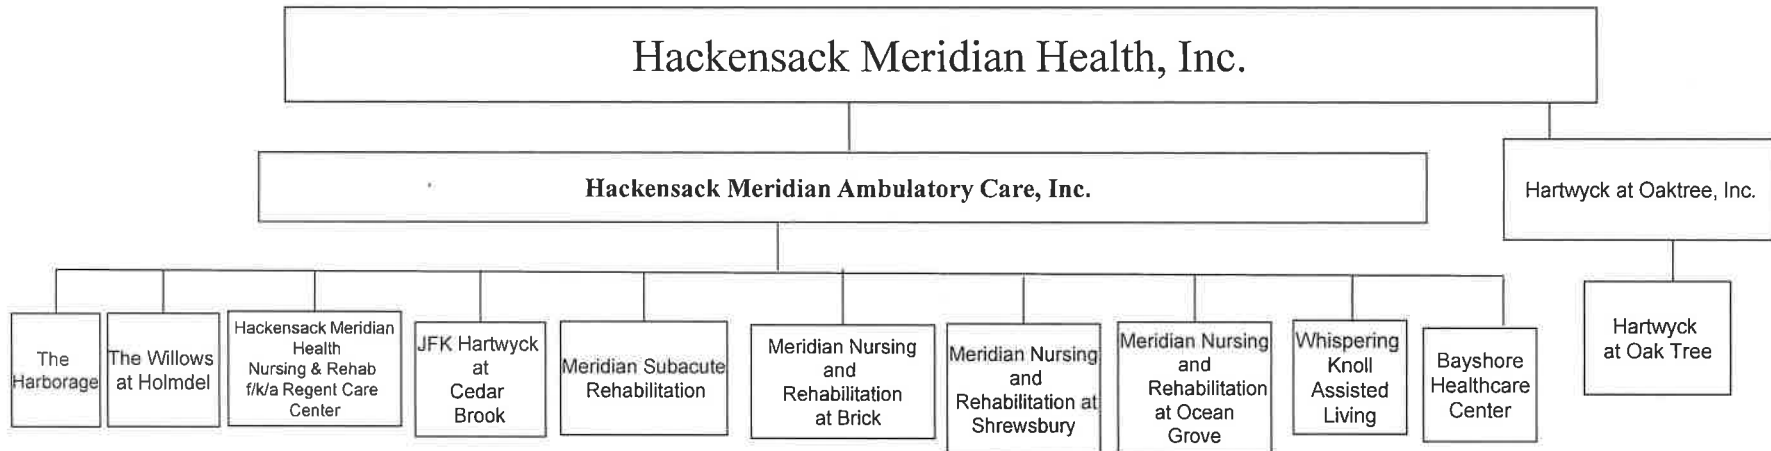 Hackensack Meridian Health, Inc.
Hackensack Meridian Ambulatory Care, Inc.
Hartwyck at Oaktree, Inc.
The
Harborage
The Willows
at Holmdel
Hackensack Meridian
Health
Nursing & Rehab
f/k/a Regent Care
Center
JFK Hartwyck
at
Cedar
Brook
Meridian Subacute
Rehabilitation
Meridian Nursing
and
Rehabilitation
at Brick
Meridian Nursing
and
Rehabilitation at
Shrewsbury
Meridian Nursing
and
Rehabilitation
at Ocean
Grove
Whispering
Knoll
Assisted
Living
Bayshore
Healthcare
Center
Hartwyck
at Oak Tree